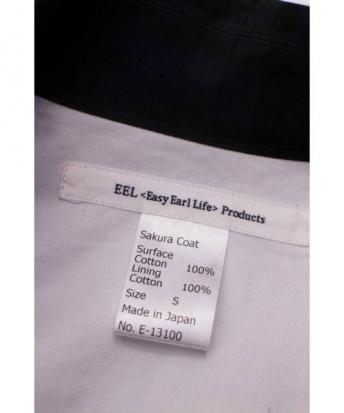 EEL <Easy Earl Life> Products
Sakura Coat
Surface
Cotton 100%
Lining
Cotton 100%
Size S
Made in Japan
No. E-13100